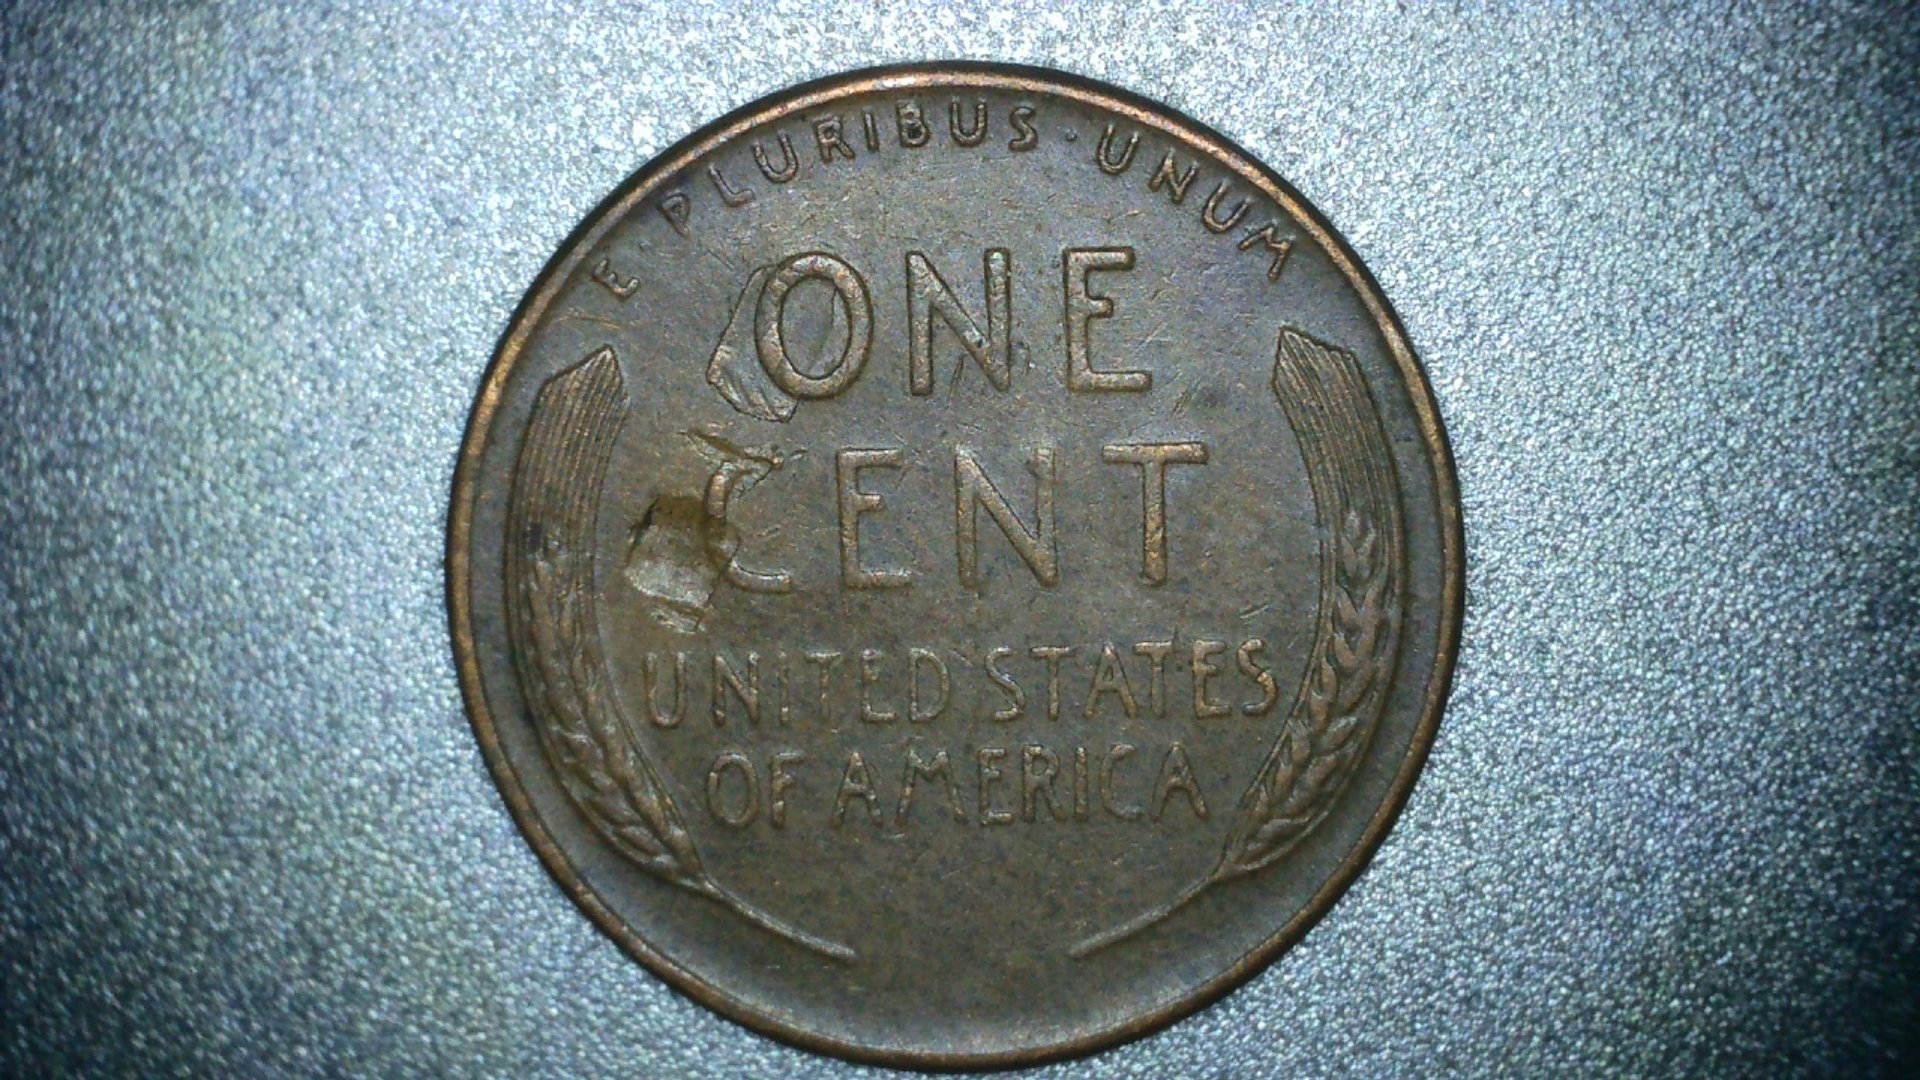 E · PLURIBUS · UNUM
ONE
CENT
UNITED STATES
OF AMERICA